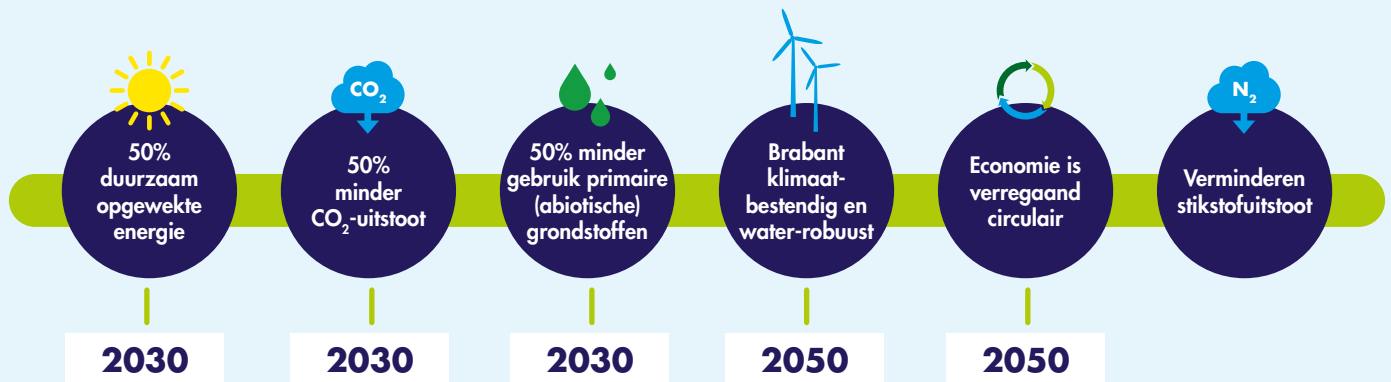 50%
duurzaam
opgewekte
energie
2030
CO₂
50%
minder
CO₂-uitstoot
2030
50% minder
gebruik primaire
(abiotische)
grondstoffen
2030
Brabant
klimaat-
bestendig en
water-robuust
2050
Economie is
verregaand
circulair
2050
N₂
Verminderen
stikstofuitstoot